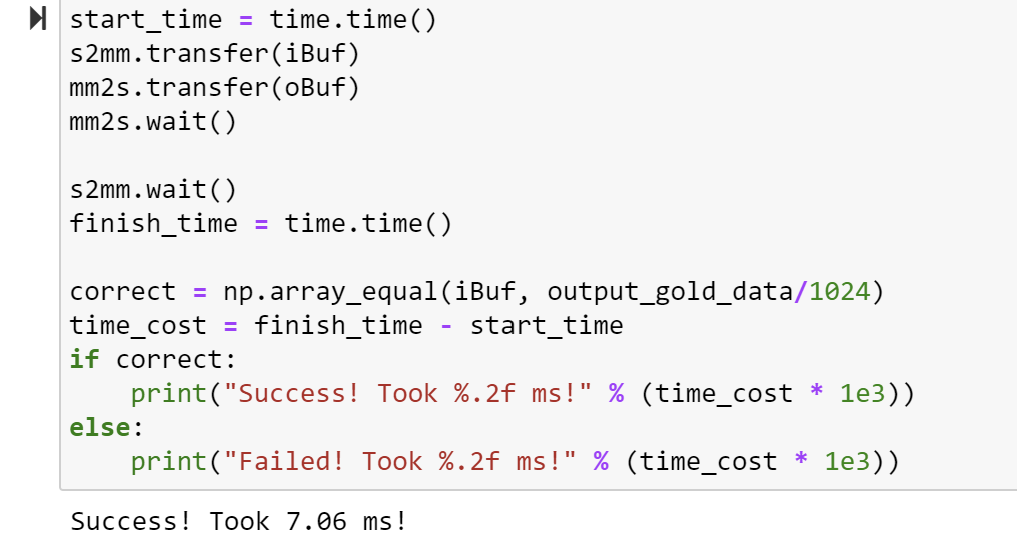 start_time = time.time()
s2mm.transfer(iBuf)
mm2s.transfer(oBuf)
mm2s.wait()

s2mm.wait()
finish_time = time.time()

correct = np.array_equal(iBuf, output_gold_data/1024)
time_cost = finish_time - start_time
if correct:
    print("Success! Took %.2f ms!" % (time_cost * 1e3))
else:
    print("Failed! Took %.2f ms!" % (time_cost * 1e3))
Success! Took 7.06 ms!